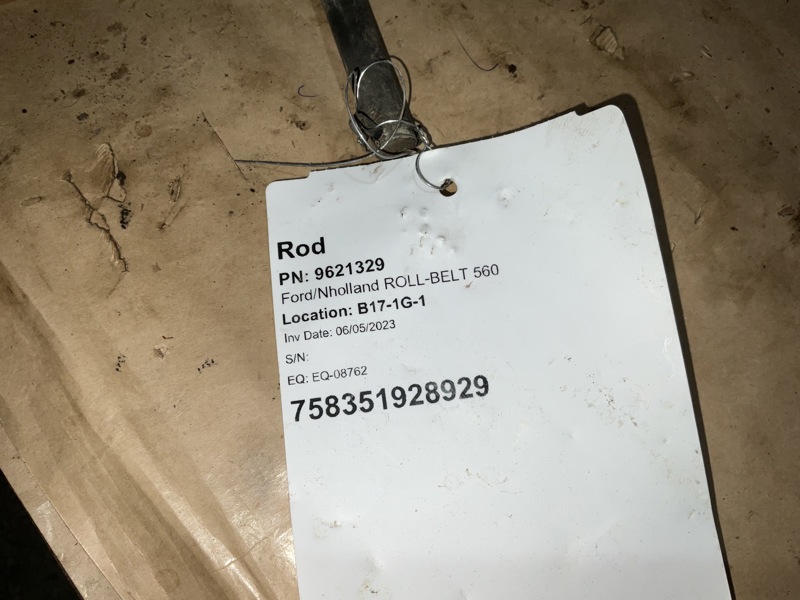 Rod
PN: 9621329
Ford/Nholland ROLL-BELT 560
Location: B17-1G-1
Inv Date: 06/05/2023
S/N:
EQ: EQ-08762
758351928929